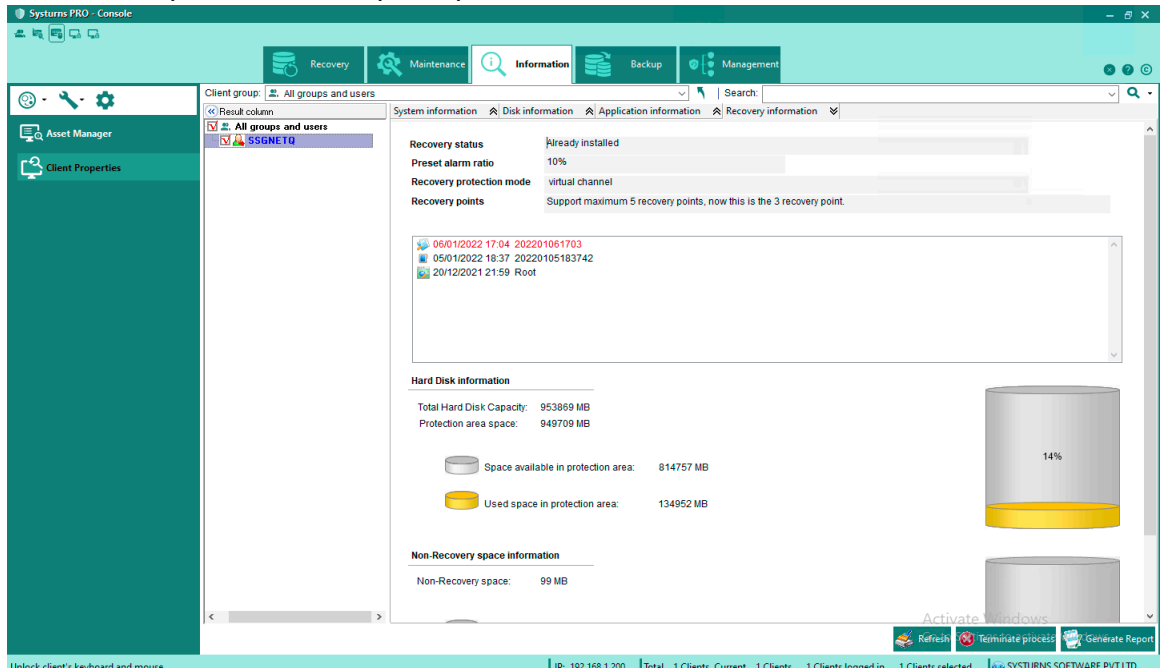 Systurns PRO - Console
Recovery
Maintenance
Information
Backup
Management
Client group: All groups and users
Search:
Asset Manager
Client Properties
Result column
All groups and users
SSGNETQ
System information Disk information Application information Recovery information
Recovery status Already installed
Preset alarm ratio 10%
Recovery protection mode virtual channel
Recovery points Support maximum 5 recovery points, now this is the 3 recovery point.
06/01/2022 17:04 202201061703
05/01/2022 18:37 20220105183742
20/12/2021 21:59 Root
Hard Disk information
Total Hard Disk Capacity: 953869 MB
Protection area space: 949709 MB
14%
Space available in protection area: 814757 MB
Used space in protection area: 134952 MB
Non-Recovery space information
Non-Recovery space: 99 MB
Activate Windows
Refresh Terminate process Generate Report
Unlock client's keyboard and mouse IP: 192.168.1.200 Total 1 Clients Current 1 Clients 1 Clients logged in 1 Clients selected SYSTURNS SOFTWARE PVT LTD